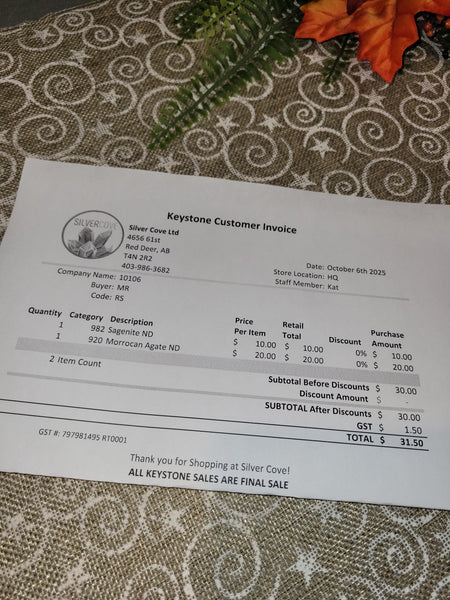 Keystone Customer Invoice
SILVERCOVE
Silver Cove Ltd
4656 61st
Red Deer, AB
T4N 2R2
403-986-3682
Date: October 6th 2025
Store Location: HQ
Staff Member: Kat
Company Name: 10106
Buyer: MR
Code: RS
Quantity Category Description Price Per Item Retail Total Discount Purchase Amount
1 982 Sagenite ND $ 10.00 $ 10.00 0% $ 10.00
1 920 Morrocan Agate ND $ 20.00 $ 20.00 0% $ 20.00
2 Item Count
Subtotal Before Discounts $ 30.00
Discount Amount $ -
SUBTOTAL After Discounts $ 30.00
GST $ 1.50
TOTAL $ 31.50
GST #: 797981495 RT0001
Thank you for Shopping at Silver Cove!
ALL KEYSTONE SALES ARE FINAL SALE